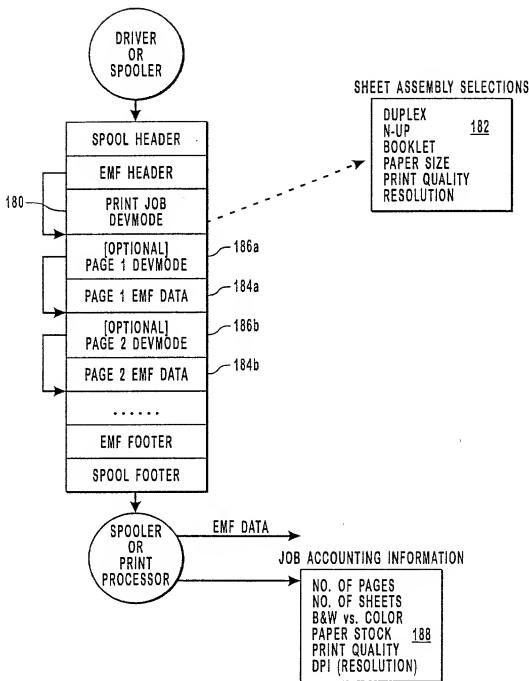 DRIVER
OR
SPOOLER
SHEET ASSEMBLY SELECTIONS
DUPLEX
N-UP
182
BOOKLET
PAPER SIZE
PRINT QUALITY
RESOLUTION
SPOOL HEADER
EMF HEADER
180
PRINT JOB
DEVMODE
[OPTIONAL]
PAGE 1 DEVMODE
186a
PAGE 1 EMF DATA
184a
[OPTIONAL]
PAGE 2 DEVMODE
186b
PAGE 2 EMF DATA
184b
......
EMF FOOTER
SPOOL FOOTER
SPOOLER
OR
PRINT
PROCESSOR
EMF DATA
JOB ACCOUNTING INFORMATION
NO. OF PAGES
NO. OF SHEETS
B&W vs. COLOR
PAPER STOCK
188
PRINT QUALITY
DPI (RESOLUTION)